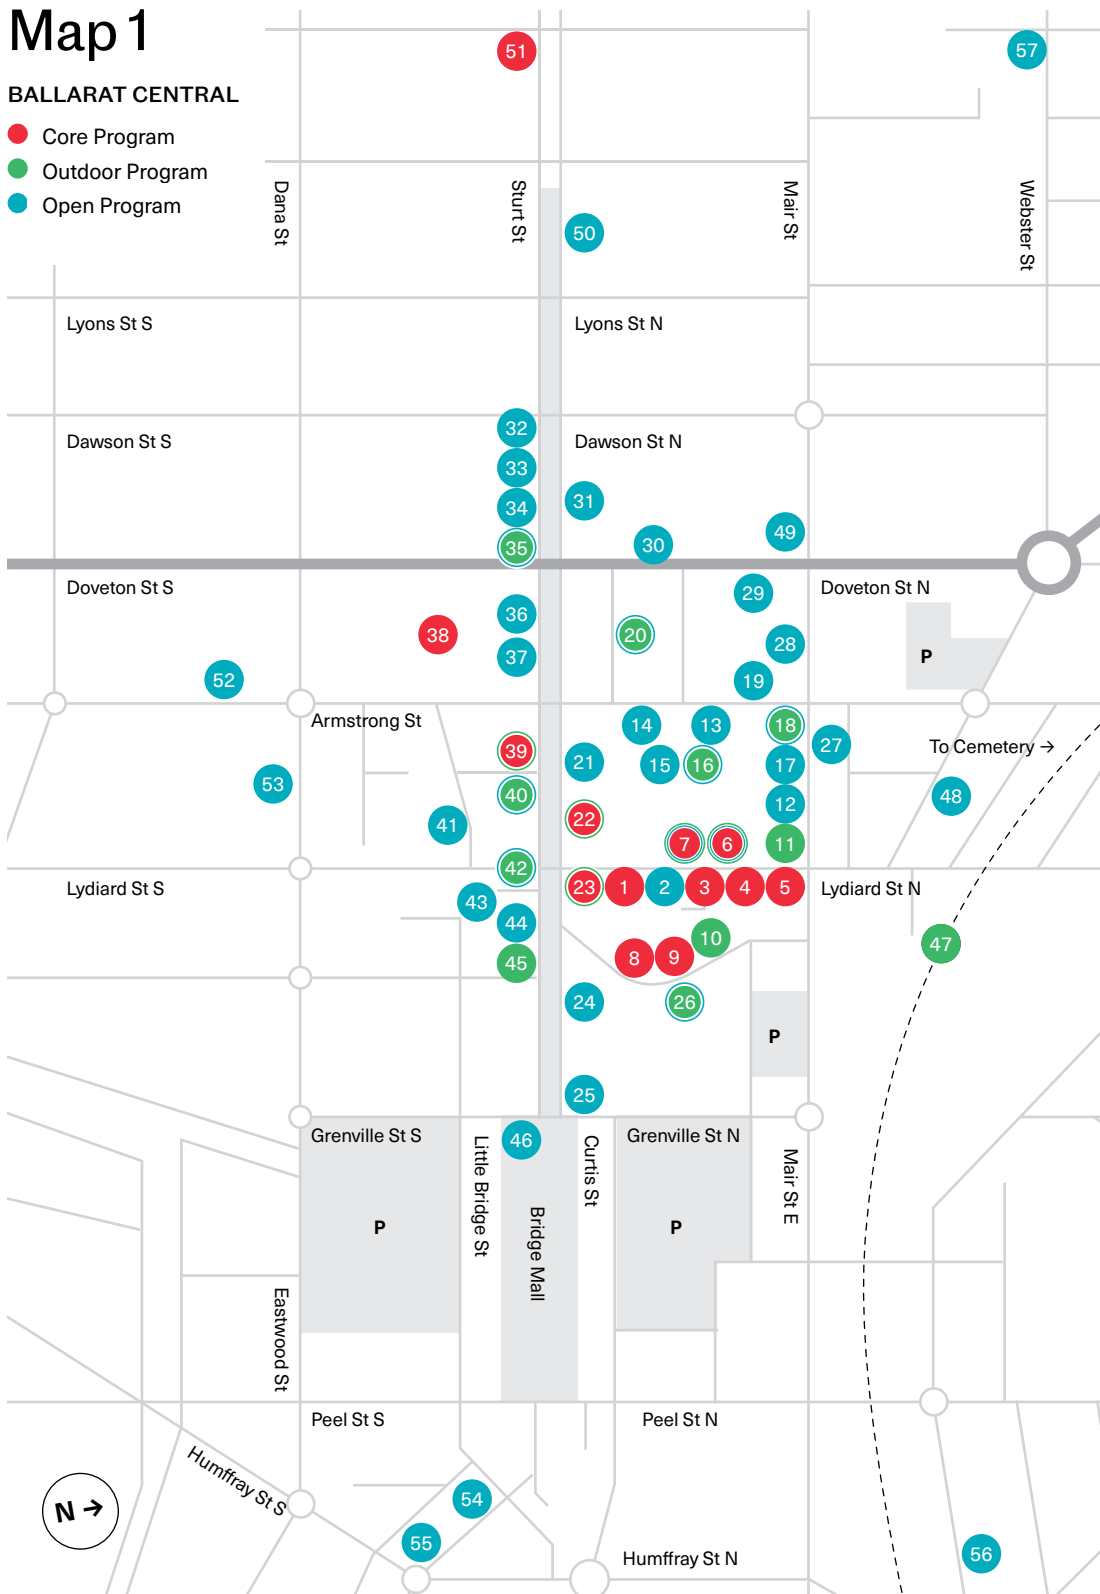 Map 1
BALLARAT CENTRAL
Core Program
Outdoor Program
Open Program
51
57
Dana St
Sturt St
Mair St
Webster St
50
Lyons St S
Lyons St N
32
Dawson St S
Dawson St N
33
34
31
49
35
30
Doveton St S
Doveton St N
29
36
38
20
28
37
P
52
19
Armstrong St
14
13
18
39
27
To Cemetery →
21
15
16
17
53
40
48
12
22
41
7
6
11
42
Lydiard St S
23
1
2
3
4
5
Lydiard St N
43
44
10
47
45
8
9
24
26
P
25
Grenville St S
46
Grenville St N
Little Bridge St
Curtis St
Mair St E
P
Bridge Mall
P
Eastwood St
Peel St S
Peel St N
Humffray St S
54
N →
55
Humffray St N
56